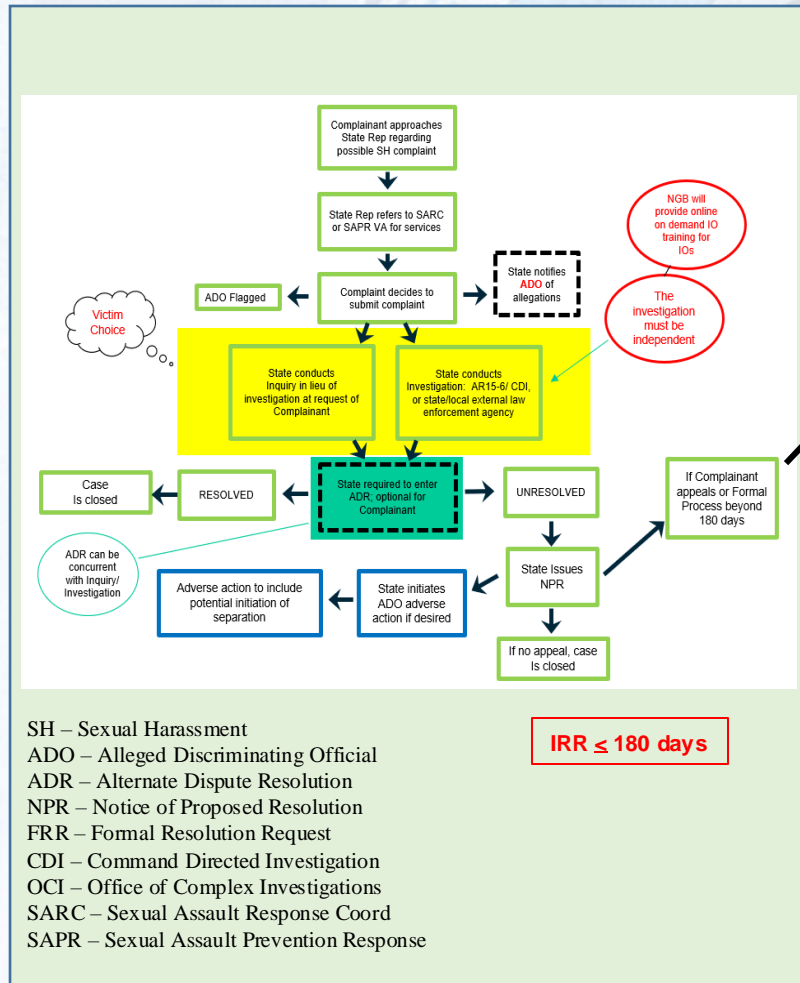 Complainant approaches
State Rep regarding
possible SH complaint
State Rep refers to SARC
or SAPR VA for services
NGB will
provide online
on demand IO
training for
IOs
ADO Flagged
Complaint decides to
submit complaint
State notifies
ADO of
allegations
Victim
Choice
The
investigation
must be
independent
State conducts
Inquiry in lieu of
investigation at request of
Complainant
State conducts
Investigation: AR15-6/ CDI,
or state/local external law
enforcement agency
Case
Is closed
RESOLVED
State required to enter
ADR; optional for
Complainant
UNRESOLVED
If Complainant
appeals or Formal
Process beyond
180 days
ADR can be
concurrent
with Inquiry/
Investigation
Adverse action to include
potential initiation of
separation
State initiates
ADO adverse
action if desired
State Issues
NPR
If no appeal, case
Is closed
SH – Sexual Harassment
ADO – Alleged Discriminating Official
ADR – Alternate Dispute Resolution
NPR – Notice of Proposed Resolution
FRR – Formal Resolution Request
CDI – Command Directed Investigation
OCI – Office of Complex Investigations
SARC – Sexual Assault Response Coord
SAPR – Sexual Assault Prevention Response
IRR ≤ 180 days